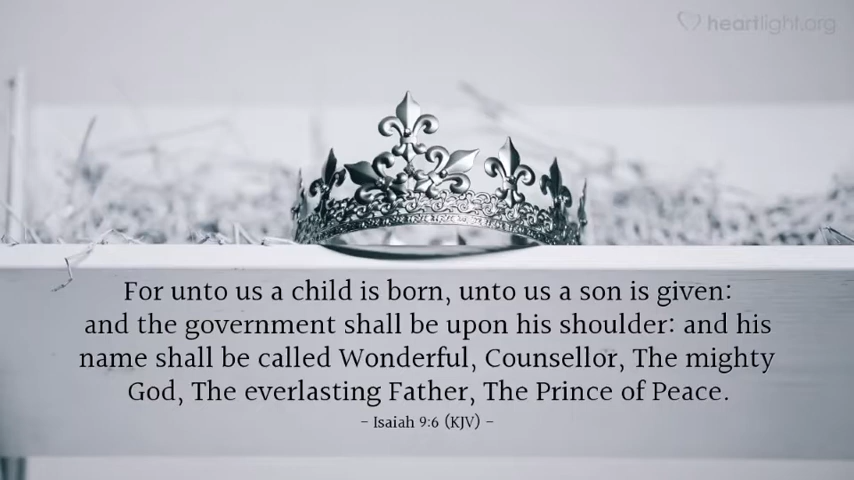 heartlight.org
For unto us a child is born, unto us a son is given:
and the government shall be upon his shoulder: and his
name shall be called Wonderful, Counsellor, The mighty
God, The everlasting Father, The Prince of Peace.
- Isaiah 9:6 (KJV) -